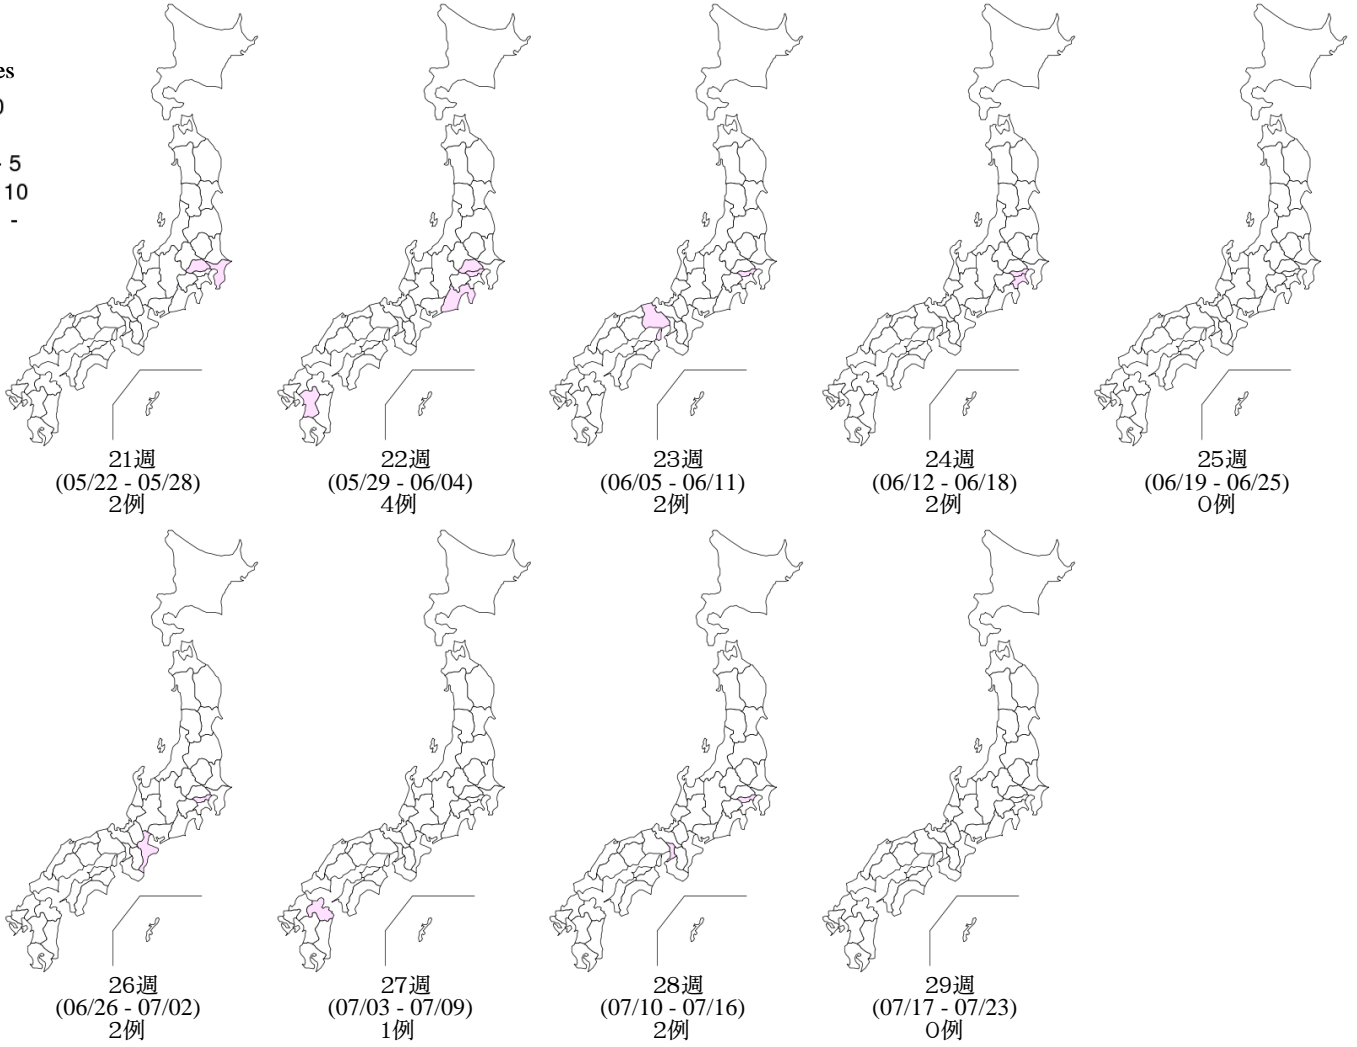 es
0
- 5
10
-
21週
(05/22 - 05/28)
2例
22週
(05/29 - 06/04)
4例
23週
(06/05 - 06/11)
2例
24週
(06/12 - 06/18)
2例
25週
(06/19 - 06/25)
0例
26週
(06/26 - 07/02)
2例
27週
(07/03 - 07/09)
1例
28週
(07/10 - 07/16)
2例
29週
(07/17 - 07/23)
0例